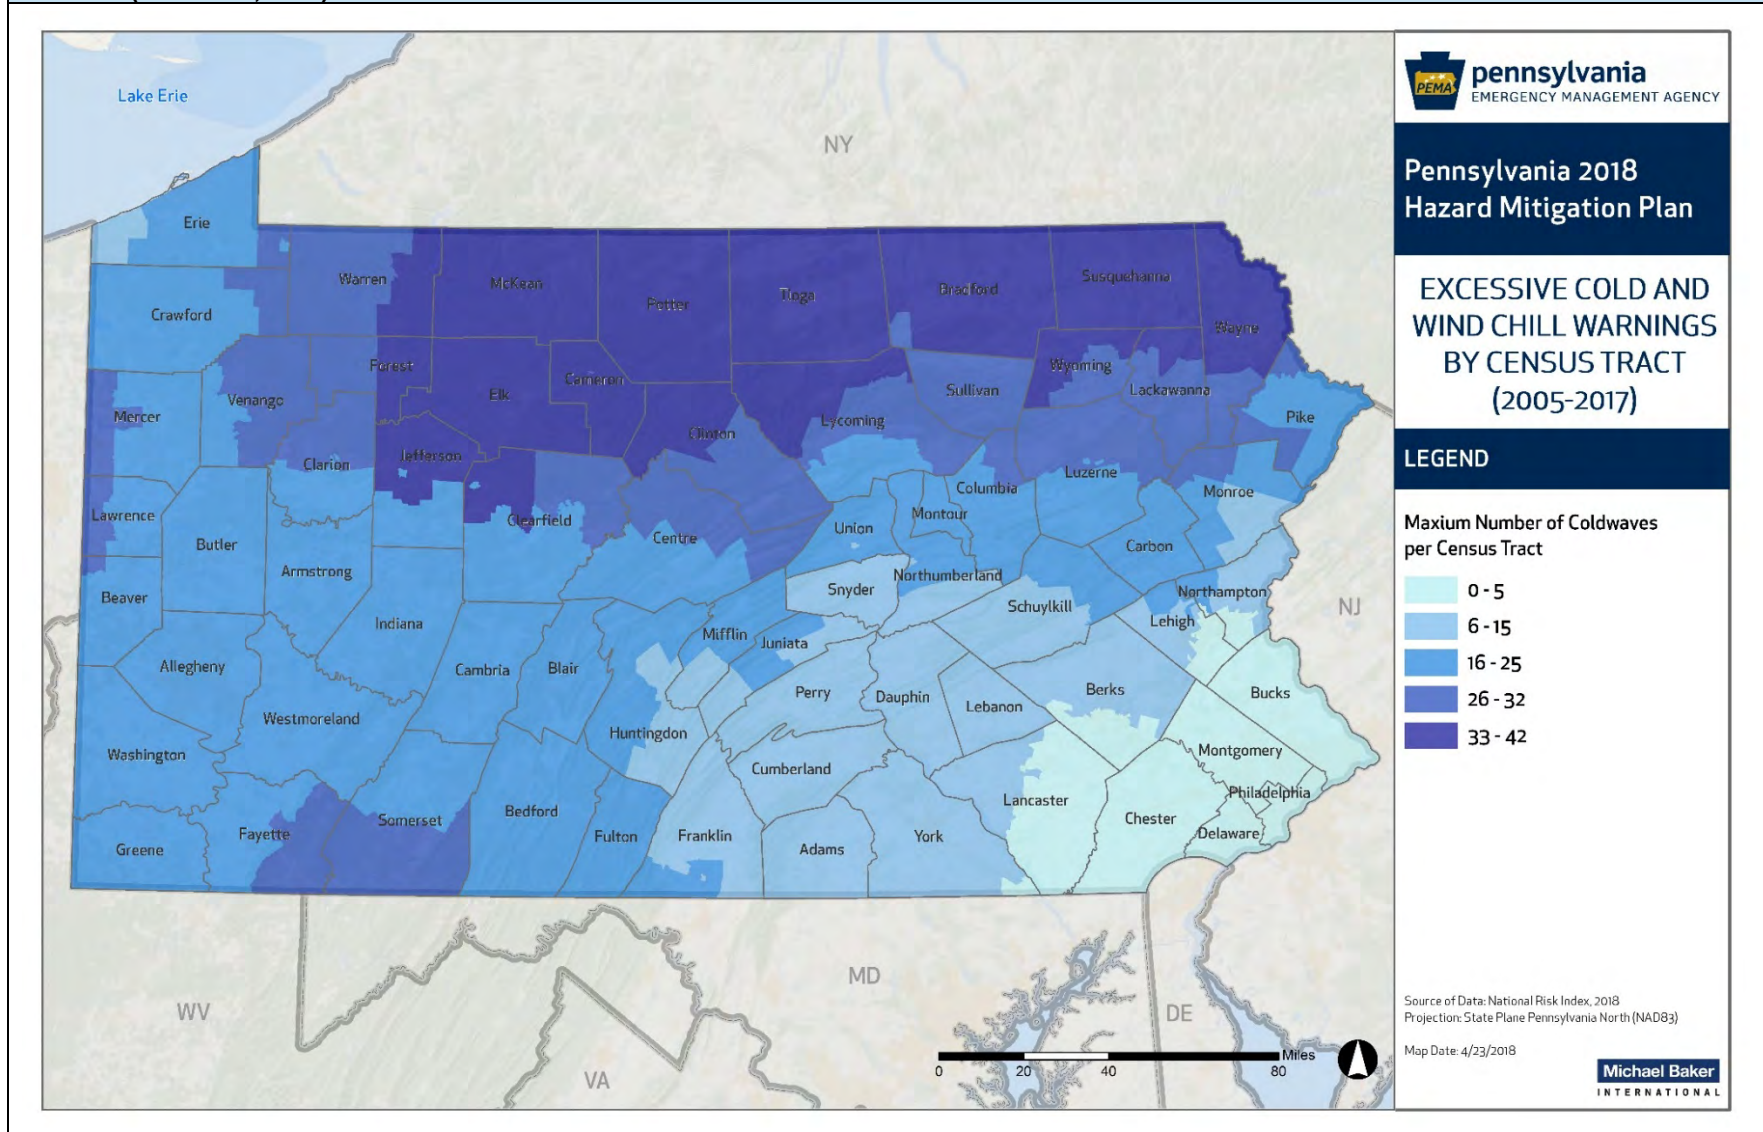 Lake Erie
NY
Erie
Warren
McKean
Potter
Tioga
Bradford
Susquehanna
Wayne
Crawford
Forest
Elk
Cameron
Wyoming
Lackawanna
Sullivan
Pike
Mercer
Venango
Lycoming
Clinton
Clarion
Jefferson
Luzerne
Columbia
Monroe
Lawrence
Clearfield
Butler
Centre
Union
Montour
Carbon
Armstrong
Northumberland
Snyder
Beaver
Schuylkill
Northampton
NJ
Indiana
Lehigh
Mifflin
Juniata
Allegheny
Cambria
Blair
Perry
Dauphin
Lebanon
Berks
Bucks
Westmoreland
Huntingdon
Washington
Cumberland
Montgomery
Philadelphia
Lancaster
Bedford
Somerset
Fayette
Greene
Fulton
Franklin
Adams
York
Chester
Delaware
WV
MD
DE
VA
Miles
0 20 40 80
PEMA
pennsylvania
EMERGENCY MANAGEMENT AGENCY
Pennsylvania 2018
Hazard Mitigation Plan
EXCESSIVE COLD AND
WIND CHILL WARNINGS
BY CENSUS TRACT
(2005-2017)
LEGEND
Maxium Number of Coldwaves
per Census Tract
0 - 5
6 - 15
16 - 25
26 - 32
33 - 42
Source of Data: National Risk Index, 2018
Projection: State Plane Pennsylvania North (NAD83)
Map Date: 4/23/2018
Michael Baker
INTERNATIONAL